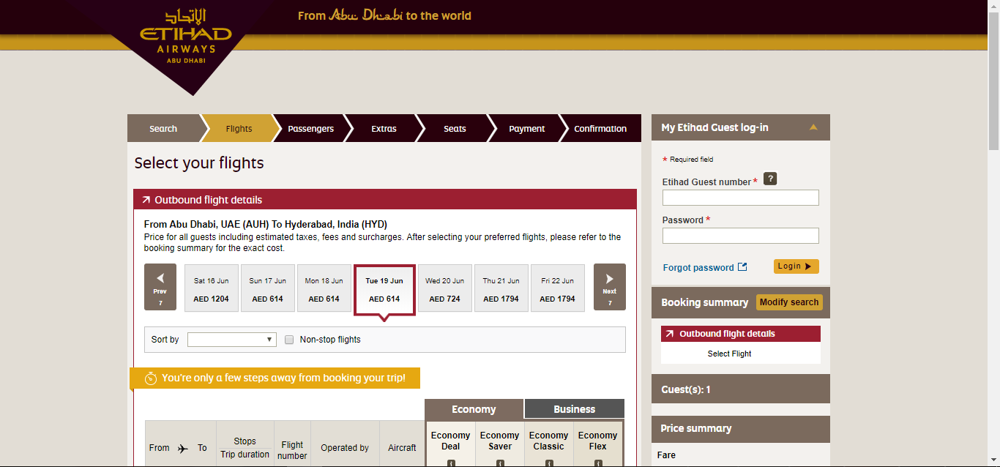 From Abu Dhabi to the world
الإتحاد
ETIHAD
AIRWAYS
ABU DHABI
Search
Flights
Passengers
Extras
Seats
Payment
Confirmation
Select your flights
Outbound flight details
From Abu Dhabi, UAE (AUH) To Hyderabad, India (HYD)
Price for all guests including estimated taxes, fees and surcharges. After selecting your preferred flights, please refer to the
booking summary for the exact cost.
Prev
7
Sat 16 Jun
AED 1204
Sun 17 Jun
AED 614
Mon 18 Jun
AED 614
Tue 19 Jun
AED 614
Wed 20 Jun
AED 724
Thu 21 Jun
AED 1794
Fri 22 Jun
AED 1794
Next
7
Sort by
Non-stop flights
You're only a few steps away from booking your trip!
Economy
Business
From
To
Stops
Trip duration
Flight
number
Operated by
Aircraft
Economy
Deal
i
Economy
Saver
i
Economy
Classic
i
Economy
Flex
i
My Etihad Guest log-in
* Required field
Etihad Guest number * ?
Password *
Forgot password
Login
Booking summary
Modify search
Outbound flight details
Select Flight
Guest(s): 1
Price summary
Fare